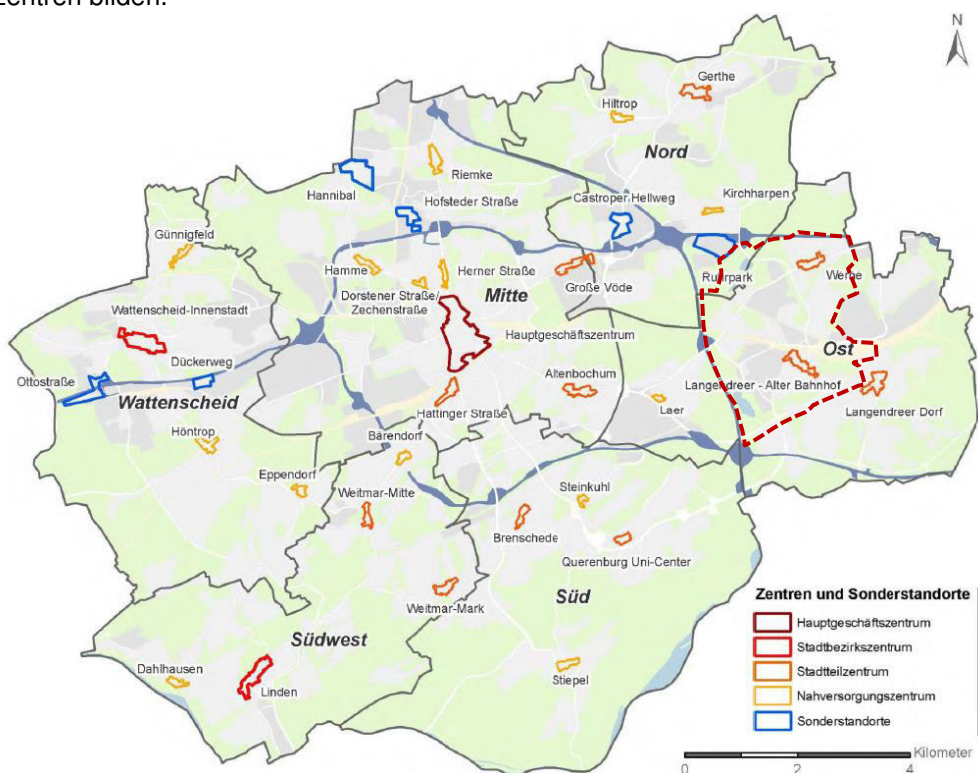 Zentren bilden.
N
Gerthe
Hiltrop
Nord
Riemke
Hannibal
Hofsteder Straße
Castroper Hellweg
Kirchharpen
Günnigfeld
Hamme
Herner Straße
Ruhrpark
Werne
Dorstener Straße/
Zechenstraße
Mitte
Große Vöde
Wattenscheid-Innenstadt
Hauptgeschäftszentrum
Ost
Dückerweg
Ottostraße
Altenbochum
Langendreer - Alter Bahnhof
Wattenscheid
Hattinger Straße
Laer
Langendreer Dorf
Höntrop
Bärendorf
Eppendorf
Weitmar-Mitte
Steinkuhl
Brenschede
Querenburg Uni-Center
Weitmar-Mark
Süd
Südwest
Dahlhausen
Linden
Stiepel
Zentren und Sonderstandorte
Hauptgeschäftszentrum
Stadtbezirkszentrum
Stadtteilzentrum
Nahversorgungszentrum
Sonderstandorte
Kilometer
0 2 4